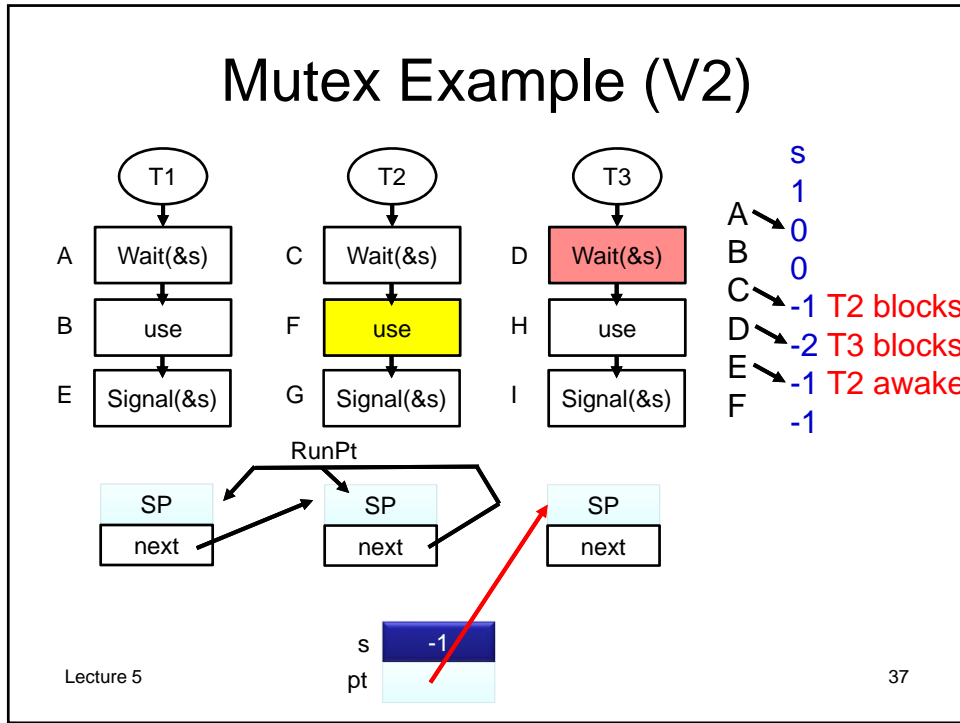 Mutex Example (V2)
T1
T2
T3
A
Wait(&s)
C
Wait(&s)
D
Wait(&s)
B
use
F
use
H
use
E
Signal(&s)
G
Signal(&s)
I
Signal(&s)
s
1
A
0
B
0
C
-1 T2 blocks
D
-2 T3 blocks
E
-1 T2 awake
F
-1
RunPt
SP
SP
SP
next
next
next
s
-1
pt
Lecture 5
37